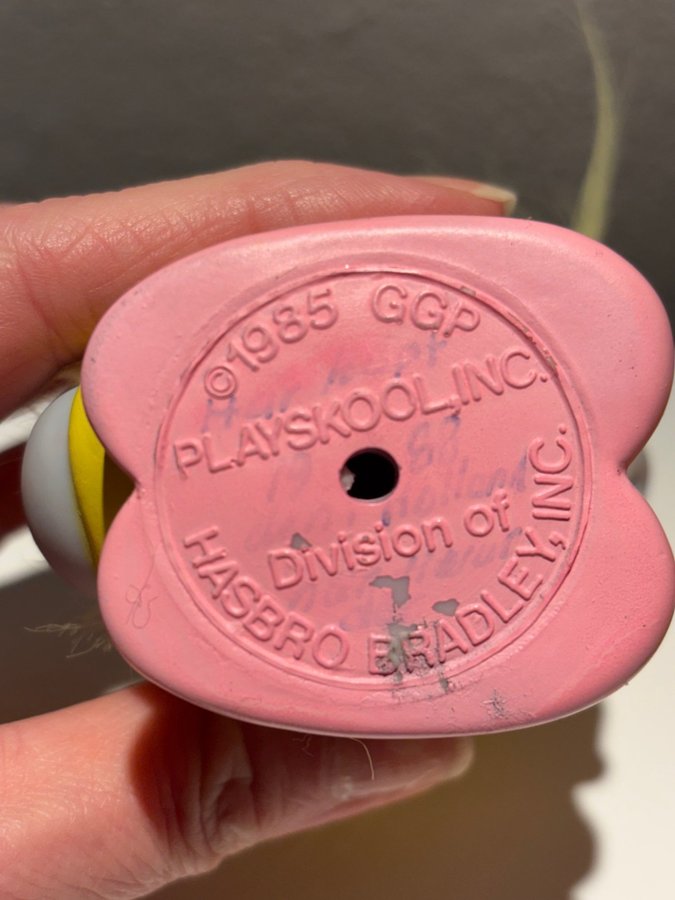 ©1985 GGP
PLAYSKOOL, INC.
Division of
HASBRO BRADLEY, INC.